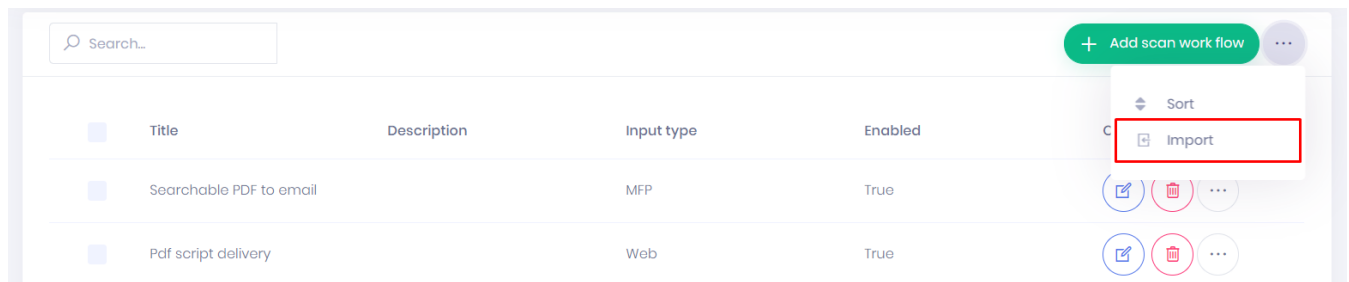 Search...
+ Add scan work flow ...
Sort
Title Description Input type Enabled
Import
Searchable PDF to email MFP True ...
Pdf script delivery Web True ...